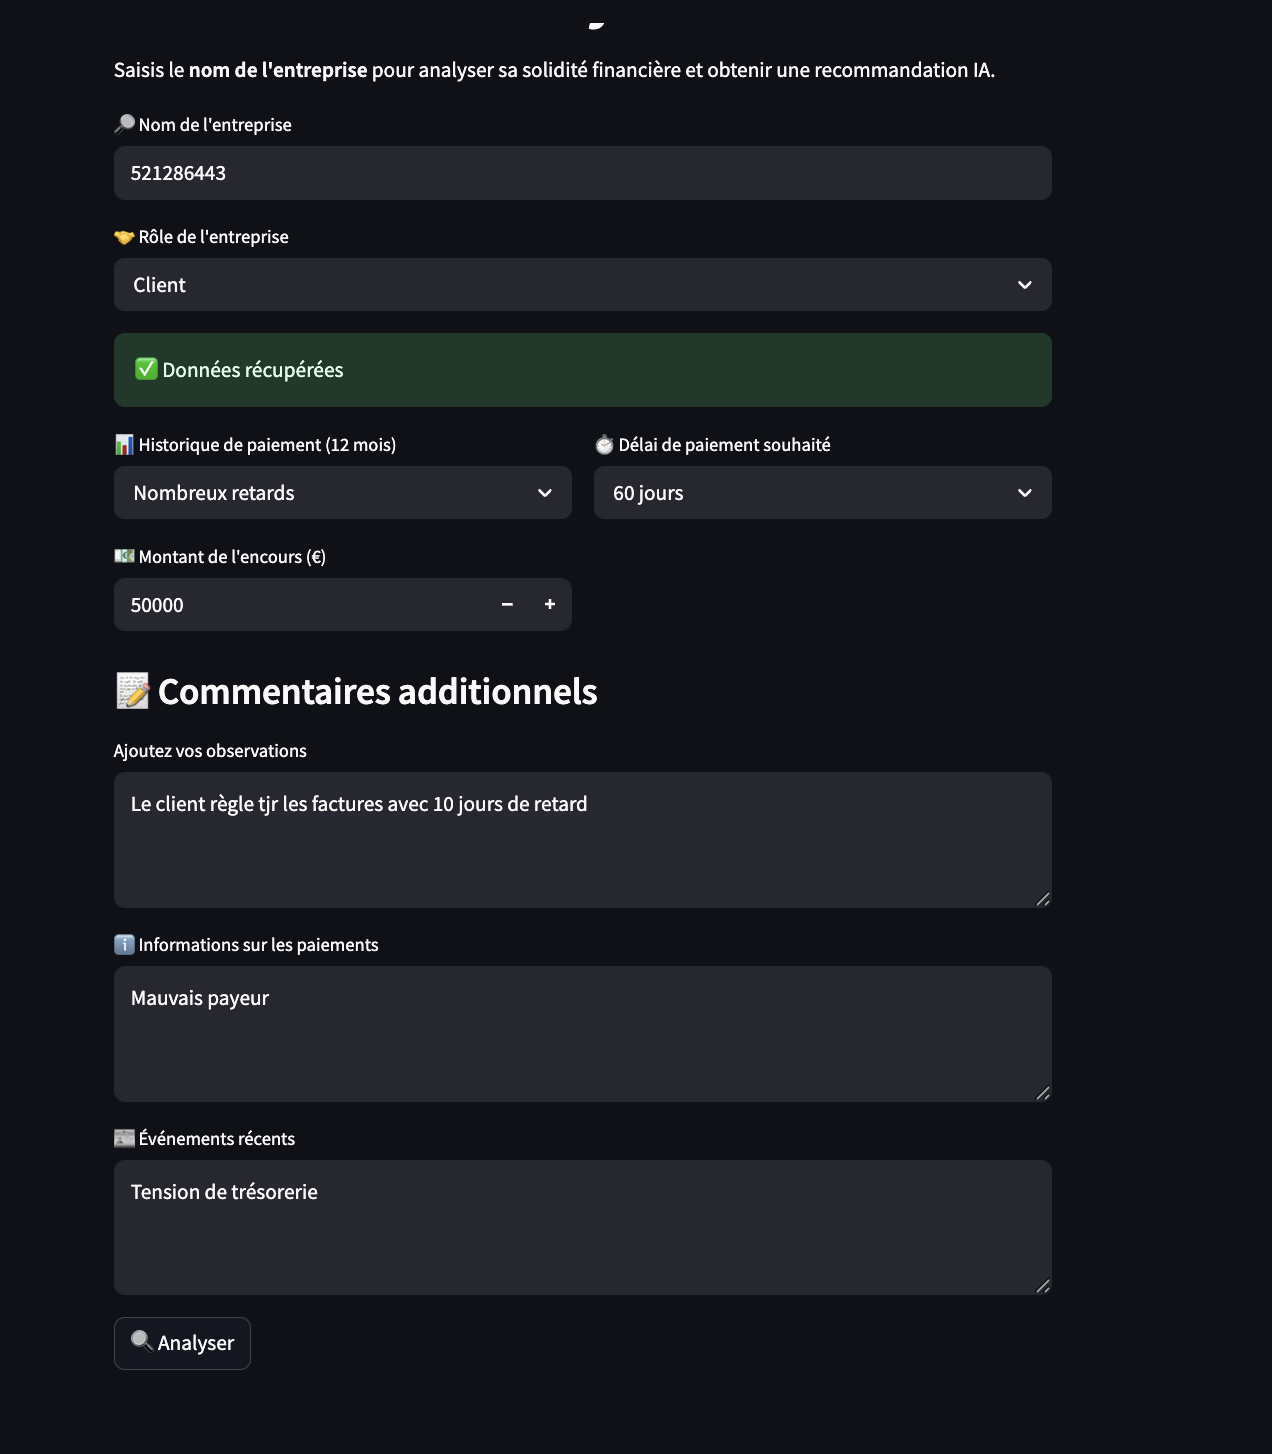 Saisis le nom de l'entreprise pour analyser sa solidité financière et obtenir une recommandation IA.
Nom de l'entreprise
521286443
Rôle de l'entreprise
Client
Données récupérées
Historique de paiement (12 mois)
Délai de paiement souhaité
Nombreux retards
60 jours
Montant de l'encours (€)
50000
Commentaires additionnels
Ajoutez vos observations
Le client règle tjr les factures avec 10 jours de retard
Informations sur les paiements
Mauvais payeur
Événements récents
Tension de trésorerie
Analyser